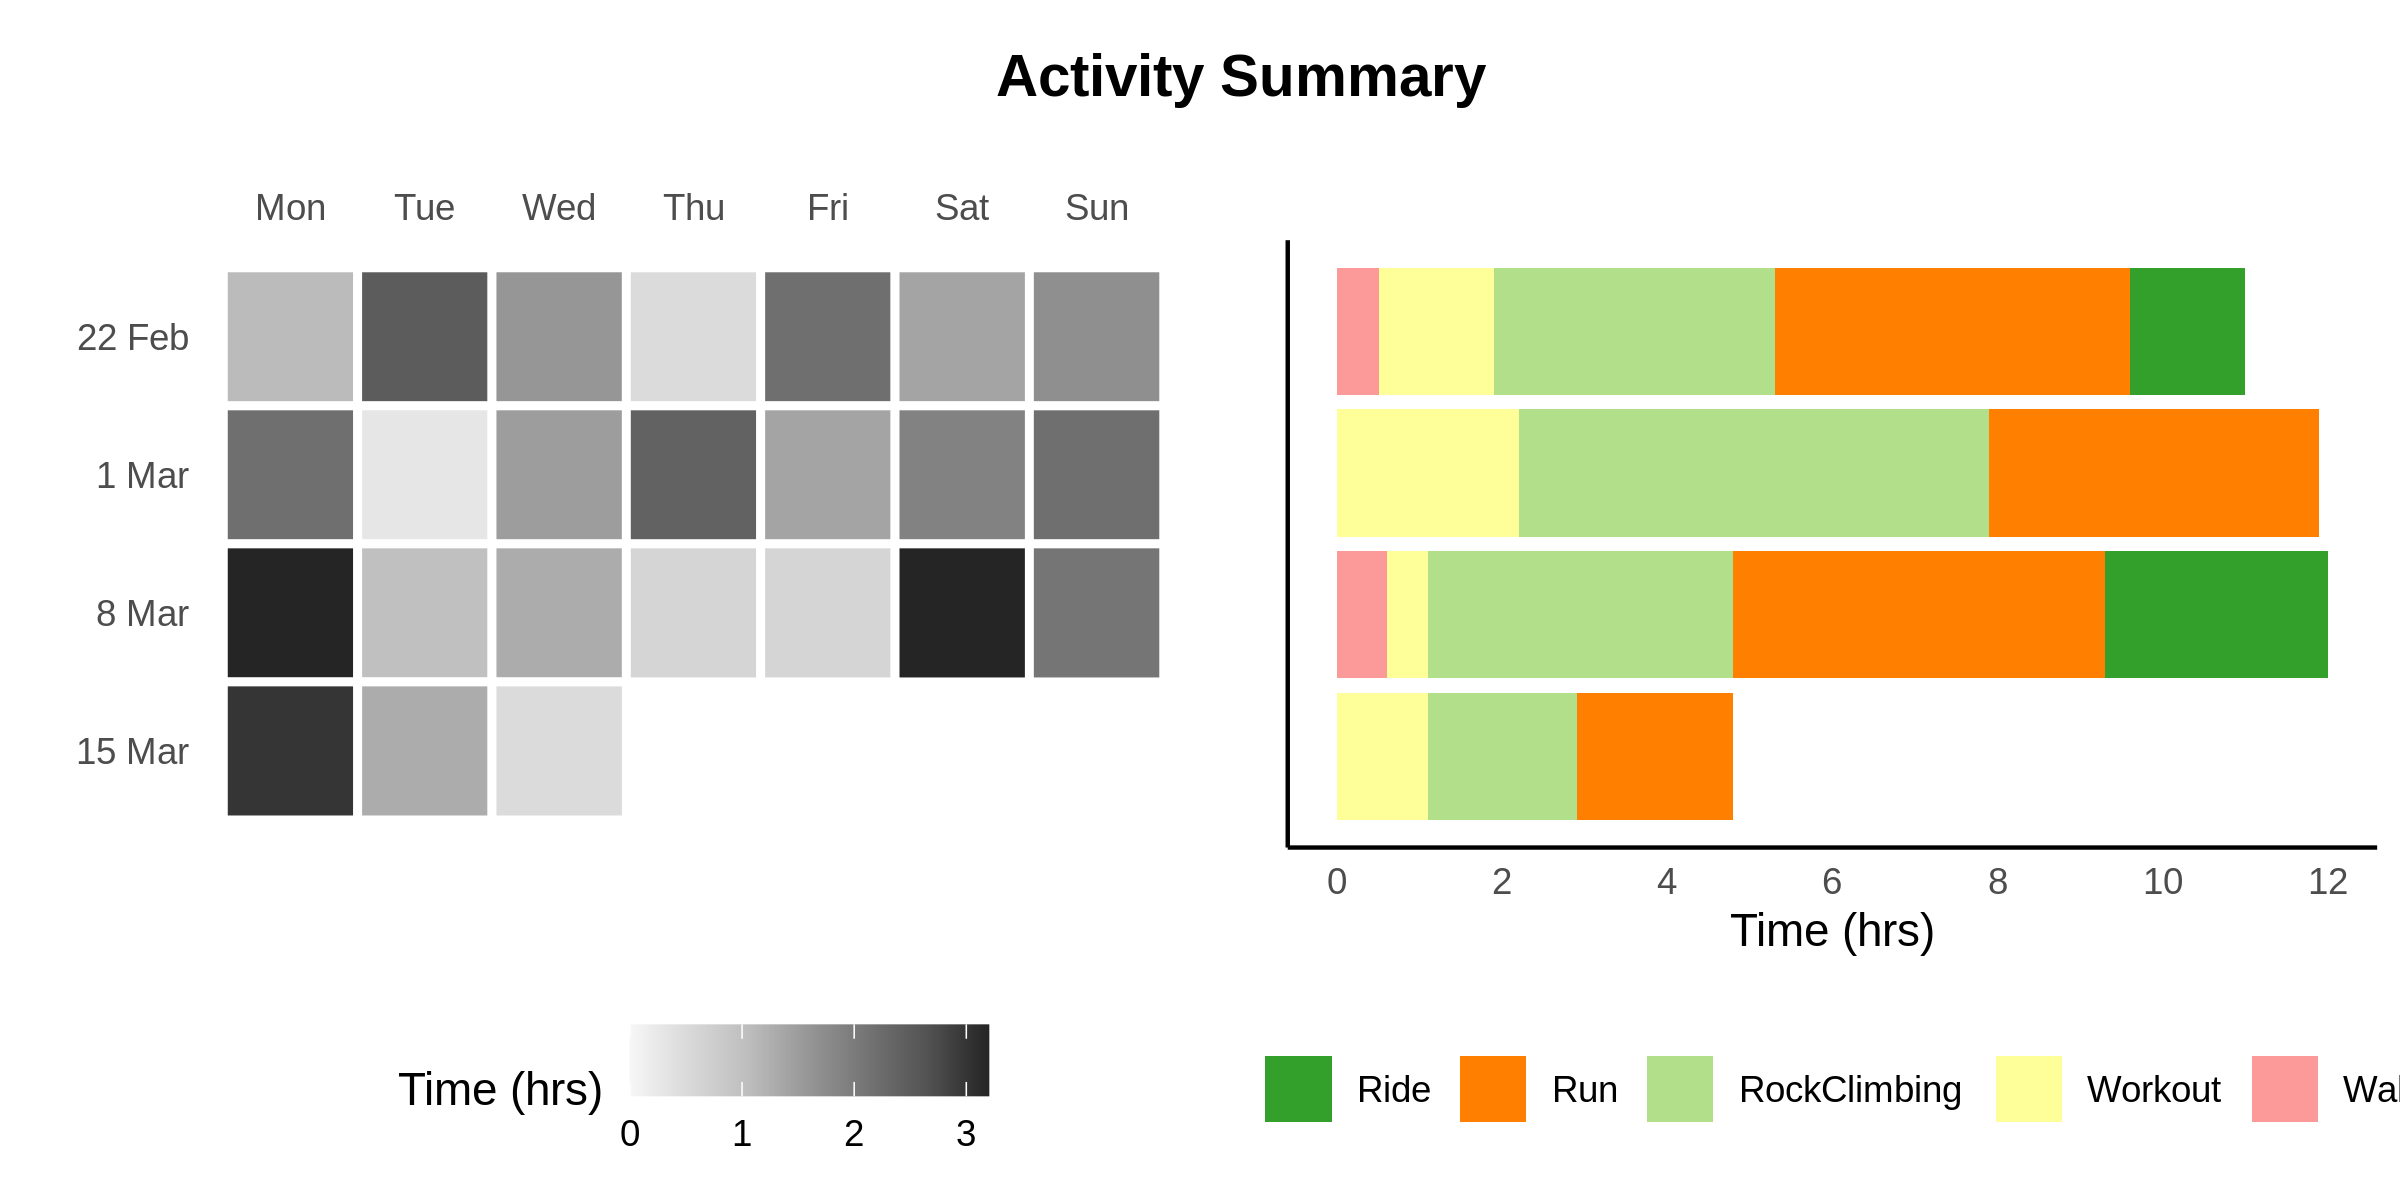 Activity Summary
Mon Tue Wed Thu Fri Sat Sun
22 Feb
1 Mar
8 Mar
15 Mar
0 2 4 6 8 10 12
Time (hrs)
Time (hrs)
0 1 2 3
Ride Run RockClimbing Workout